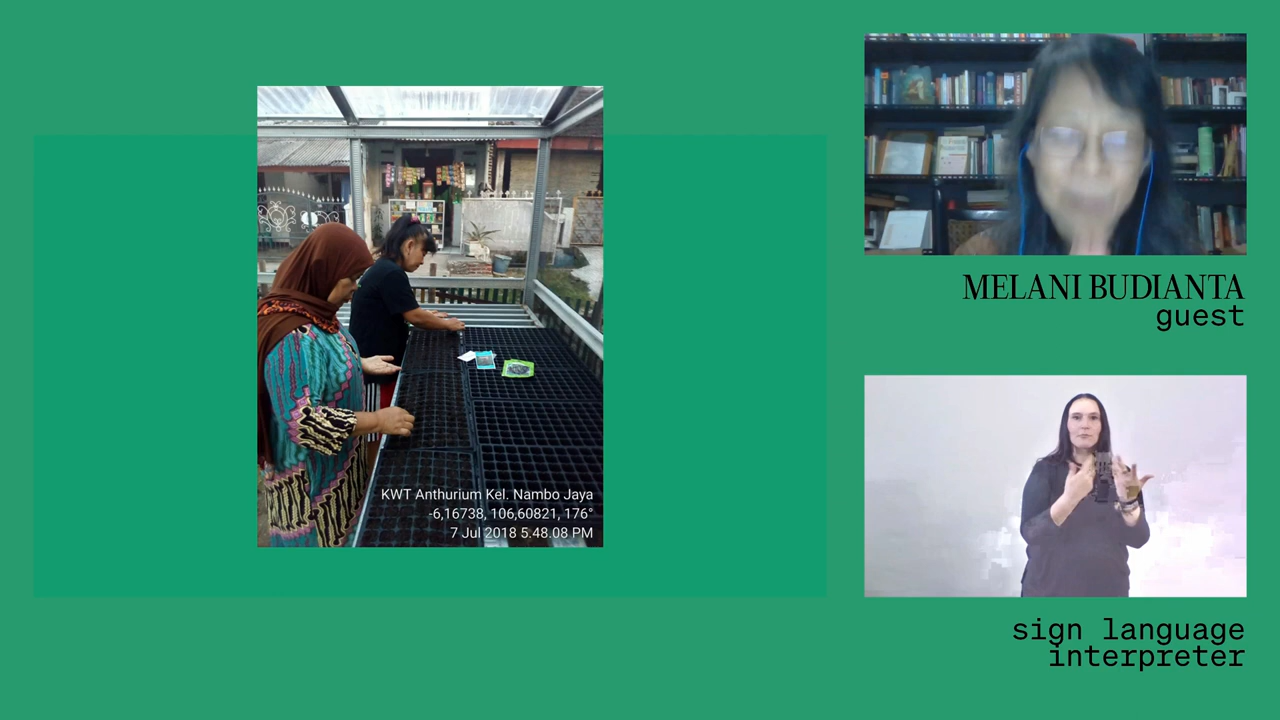 KWT Anthurium Kel. Nambo Jaya
-6,16738, 106,60821, 176°
7 Jul 2018 5.48.08 PM
MELANI BUDIANTA
guest
sign language
interpreter